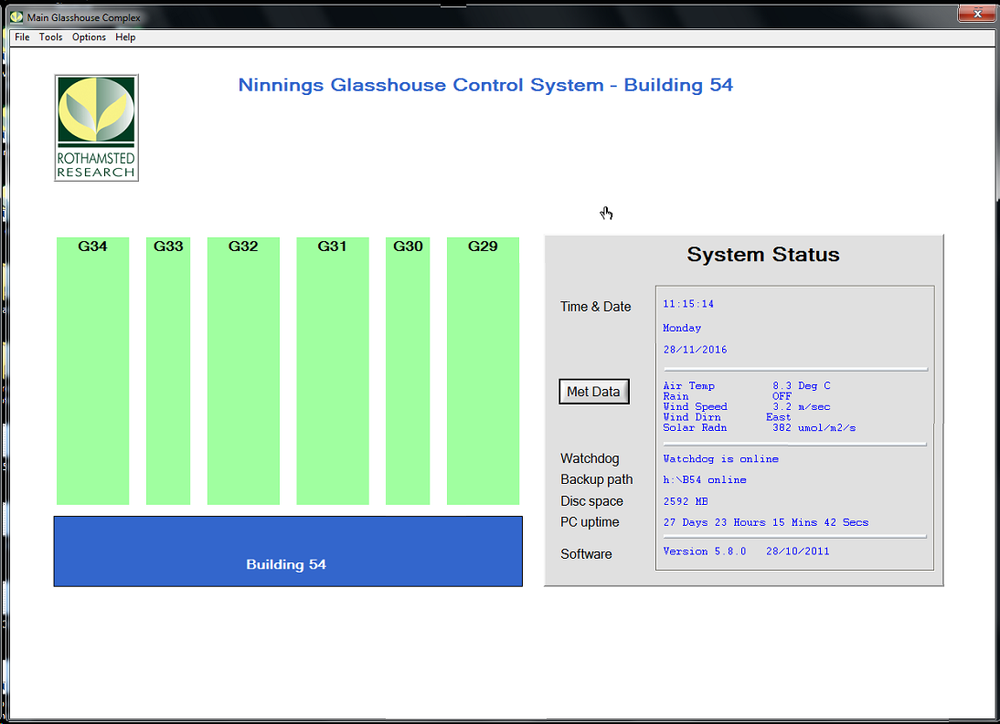 Main Glasshouse Complex
File Tools Options Help
Ninnings Glasshouse Control System - Building 54
ROTHAMSTED
RESEARCH
G34 G33 G32 G31 G30 G29
Building 54
System Status
Time & Date 11:15:14
Monday
28/11/2016
Met Data
Air Temp 8.3 Deg C
Rain OFF
Wind Speed 3.2 m/sec
Wind Dirn East
Solar Radn 382 umol/m2/s
Watchdog Watchdog is online
Backup path h:\B54 online
Disc space 2592 MB
PC uptime 27 Days 23 Hours 15 Mins 42 Secs
Software Version 5.8.0 28/10/2011